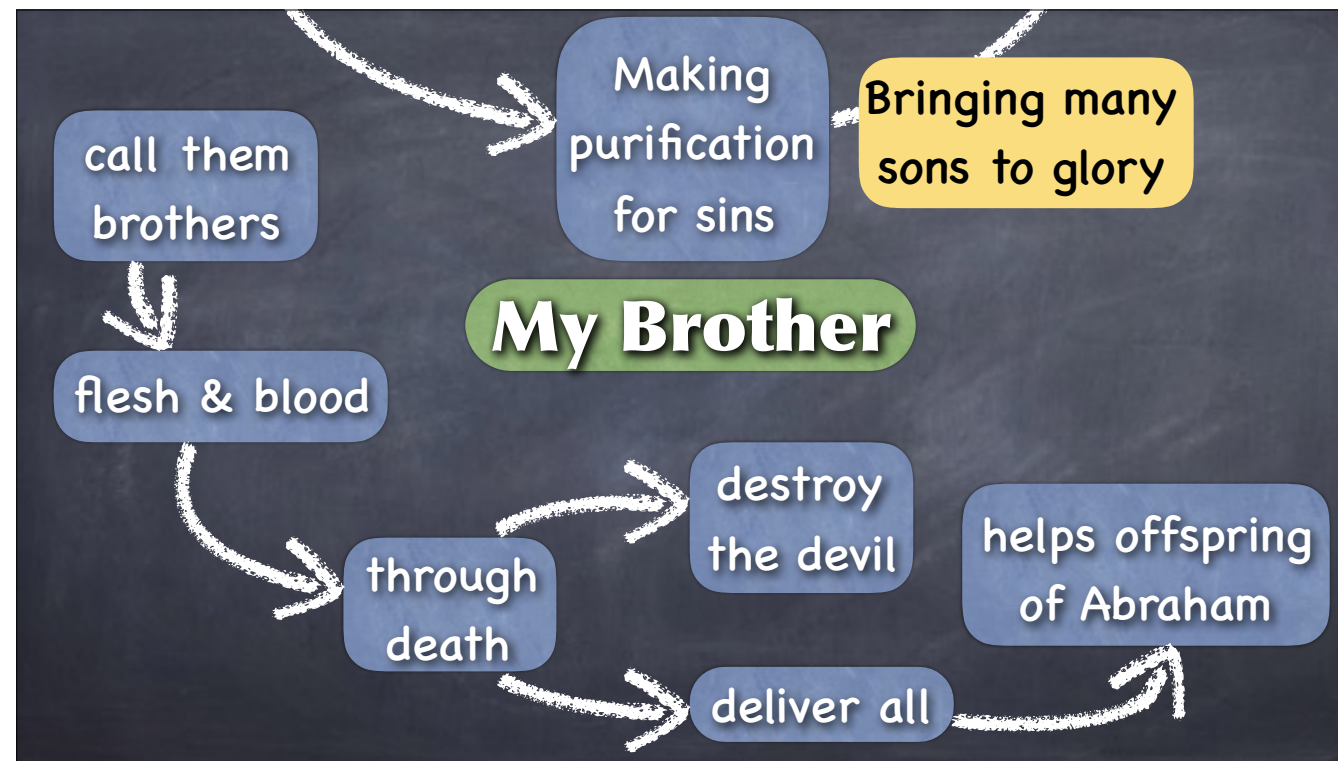 Making
purification
for sins
Bringing many
sons to glory
call them
brothers
My Brother
flesh & blood
through
death
destroy
the devil
deliver all
helps offspring
of Abraham